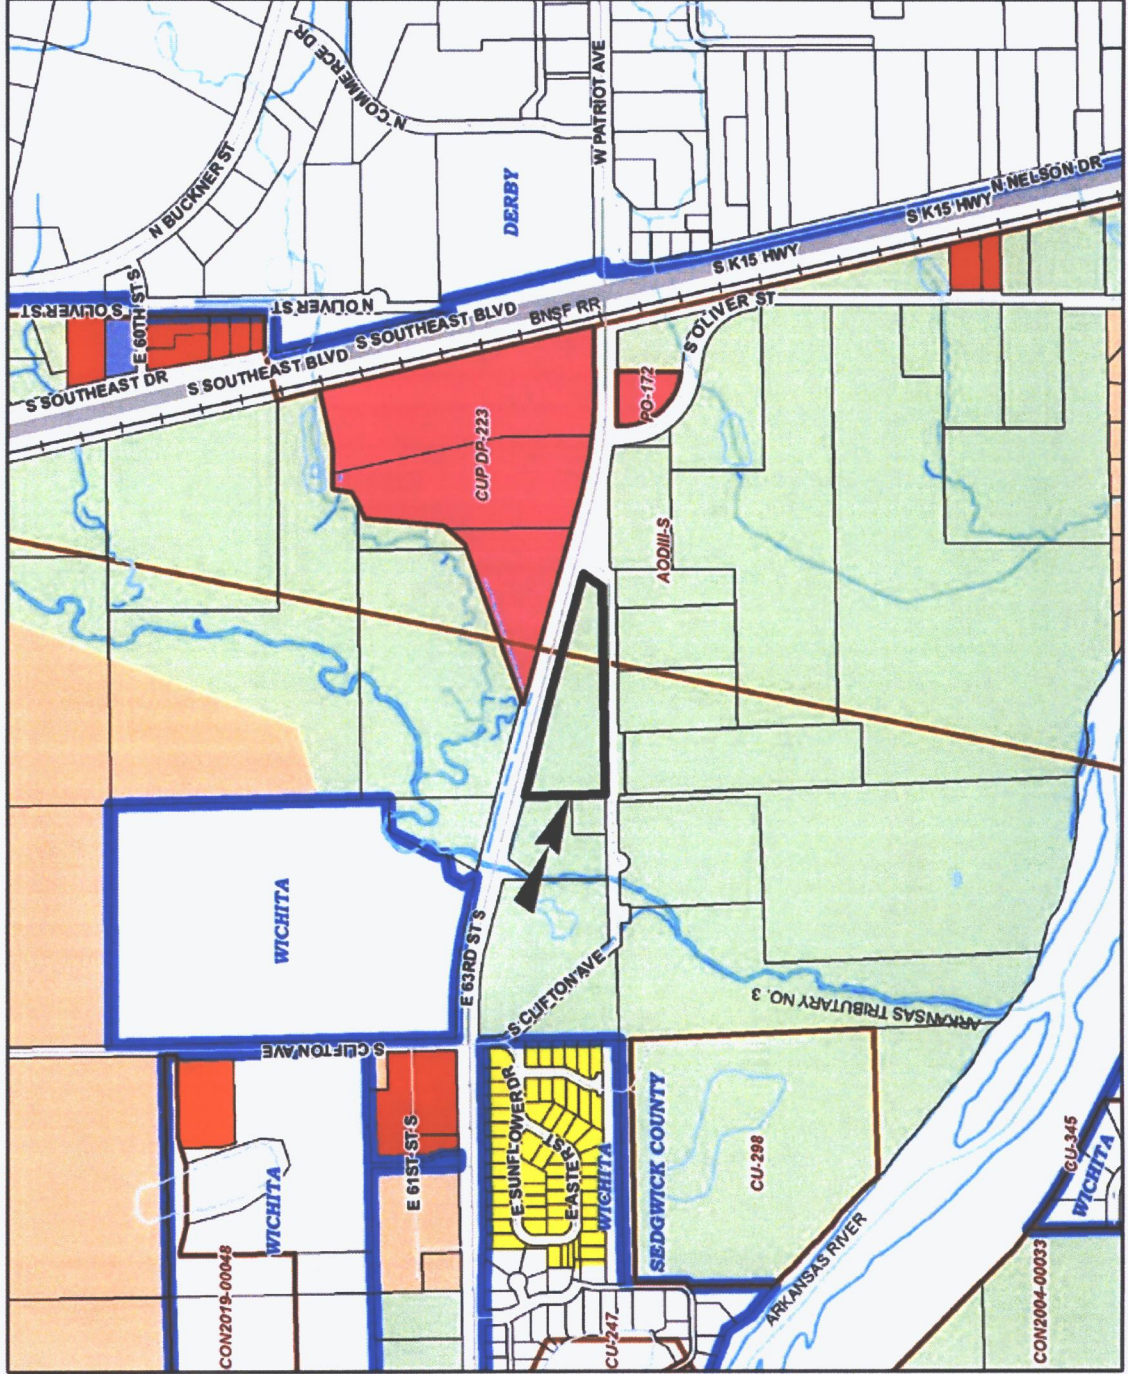 N COMMERCE DR
W PATRIOT AVE
N BUCKNER ST
DERBY
N NELSON DR
S K15 HWY
S K15 HWY
S OLIVER ST
E 60TH ST S
N OLIVER ST
S SOUTHEAST BLVD
BNSF RR
S OLIVER ST
S SOUTHEAST BLVD
S SOUTHEAST DR
PO-172
CUP DP-223
AODIII-S
WICHITA
E 63RD ST S
S CLIFTON AVE
ARKANSAS TRIBUTARY NO. 3
S CLIFTON AVE
E SUNFLOWER DR
E ASTER ST
WICHITA
SEDGWICK COUNTY
E 61ST ST S
CU-298
CU-345
WICHITA
WICHITA
ARKANSAS RIVER
CON2019-00048
CU-247
CON2004-00033